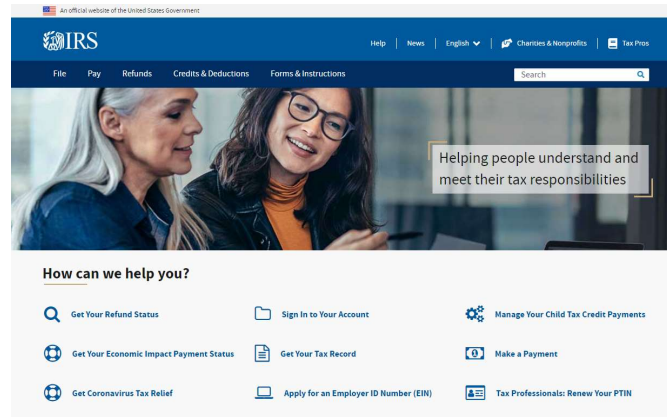 An official website of the United States Government
IRS
Help
News
English
Charities & Nonprofits
Tax Pros
File
Pay
Refunds
Credits & Deductions
Forms & Instructions
Search
Helping people understand and
meet their tax responsibilities
How can we help you?
Get Your Refund Status
Sign In to Your Account
Manage Your Child Tax Credit Payments
Get Your Economic Impact Payment Status
Get Your Tax Record
Make a Payment
Get Coronavirus Tax Relief
Apply for an Employer ID Number (EIN)
Tax Professionals: Renew Your PTIN